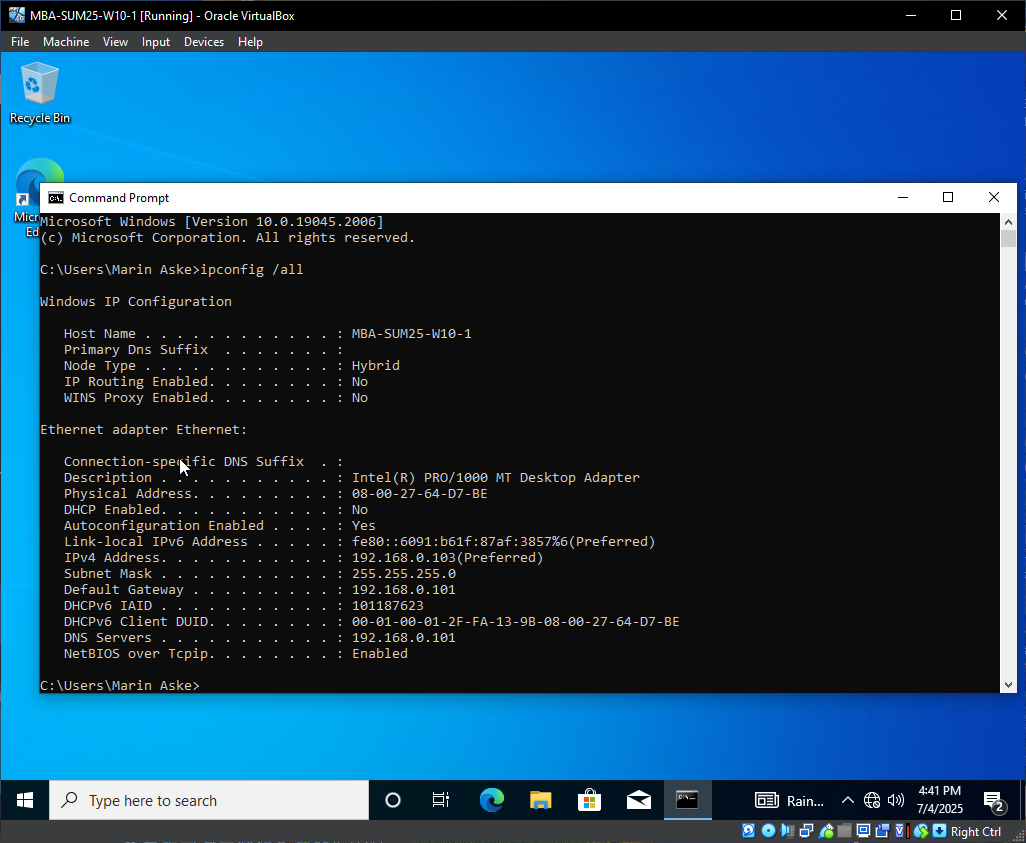 MBA-SUM25-W10-1 [Running] - Oracle VirtualBox
File Machine View Input Devices Help
Recycle Bin
Micr
Ed
Command Prompt
Microsoft Windows [Version 10.0.19045.2006]
(c) Microsoft Corporation. All rights reserved.
C:\Users\Marin Aske>ipconfig /all
Windows IP Configuration
Host Name . . . . . . . . . . . . : MBA-SUM25-W10-1
Primary Dns Suffix . . . . . . . :
Node Type . . . . . . . . . . . . : Hybrid
IP Routing Enabled. . . . . . . . : No
WINS Proxy Enabled. . . . . . . . : No
Ethernet adapter Ethernet:
Connection-specific DNS Suffix . :
Description . . . . . . . . . . . : Intel(R) PRO/1000 MT Desktop Adapter
Physical Address. . . . . . . . . : 08-00-27-64-D7-BE
DHCP Enabled. . . . . . . . . . . : No
Autoconfiguration Enabled . . . . : Yes
Link-local IPv6 Address . . . . . : fe80::6091:b61f:87af:3857%6(Preferred)
IPv4 Address. . . . . . . . . . . : 192.168.0.103(Preferred)
Subnet Mask . . . . . . . . . . . : 255.255.255.0
Default Gateway . . . . . . . . . : 192.168.0.101
DHCPv6 IAID . . . . . . . . . . . : 101187623
DHCPv6 Client DUID. . . . . . . . : 00-01-00-01-2F-FA-13-9B-08-00-27-64-D7-BE
DNS Servers . . . . . . . . . . . : 192.168.0.101
NetBIOS over Tcpip. . . . . . . . : Enabled
C:\Users\Marin Aske>
Type here to search
Rain...
4:41 PM
7/4/2025
2
Right Ctrl